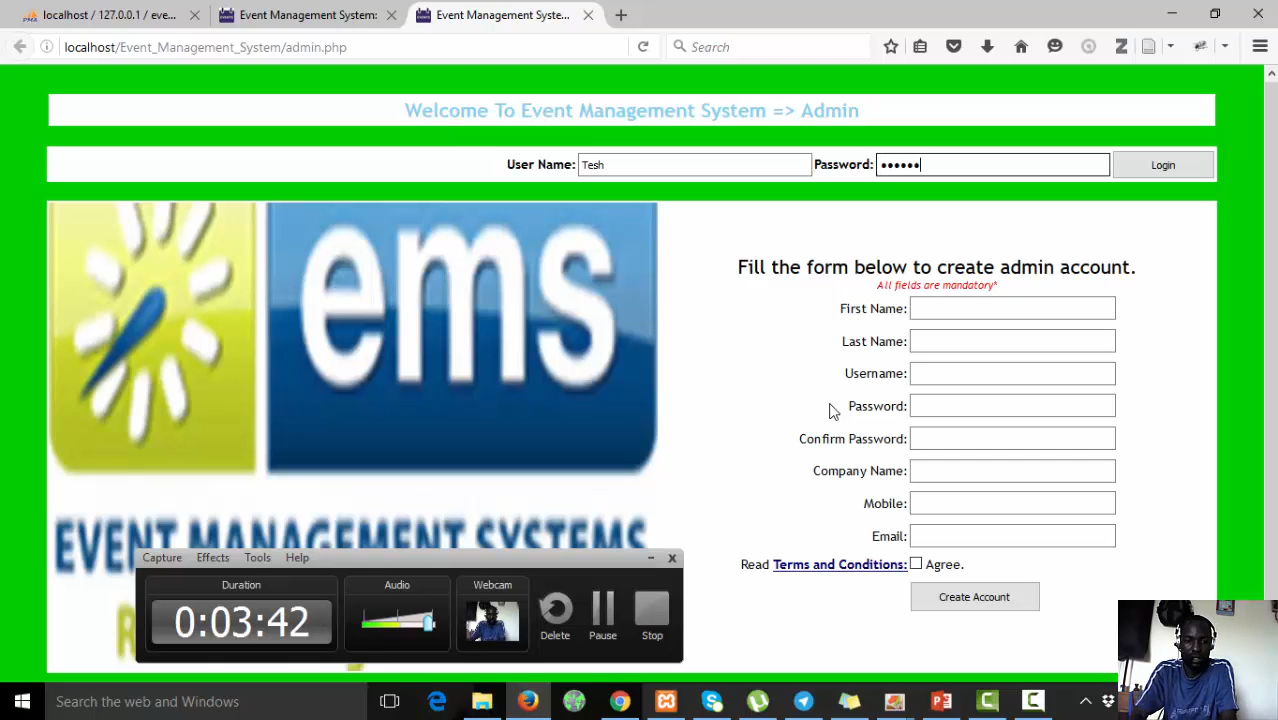 localhost / 127.0.0.1 / eve...
Event Management System:
Event Management Syste...
localhost/Event_Management_System/admin.php
Search
Welcome To Event Management System => Admin
User Name: Tesh Password: •••••• Login
ems
EVENT MANAGEMENT SYSTEMS
Fill the form below to create admin account.
All fields are mandatory*
First Name:
Last Name:
Username:
Password:
Confirm Password:
Company Name:
Mobile:
Email:
Read Terms and Conditions: Agree.
Create Account
Capture Effects Tools Help
Duration Audio Webcam
0:03:42
Delete Pause Stop
Search the web and Windows